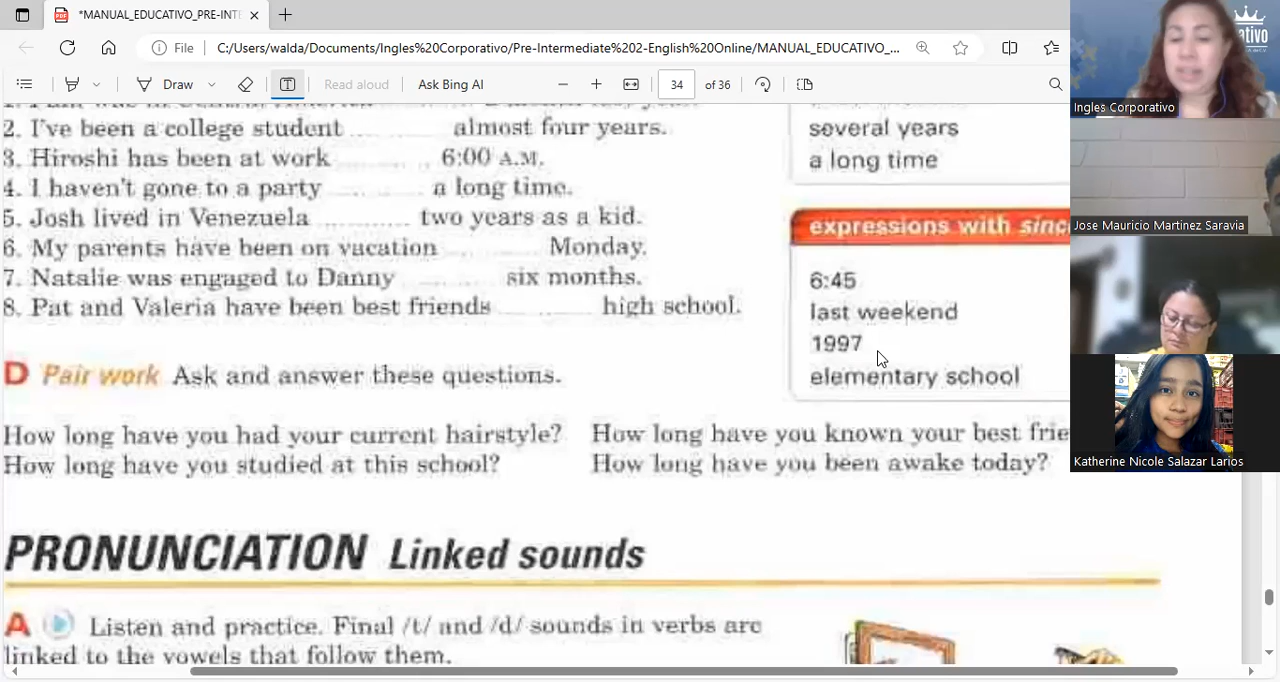 *MANUAL_EDUCATIVO_PRE-INTE
File C:/Users/walda/Documents/Ingles%20Corporativo/Pre-Intermediate%202-English%20Online/MANUAL_EDUCATIVO_...
Draw Read aloud Ask Bing AI 34 of 36
2. I've been a college student .......... almost four years.
3. Hiroshi has been at work .......... 6:00 A.M.
4. I haven't gone to a party .......... a long time.
5. Josh lived in Venezuela .......... two years as a kid.
6. My parents have been on vacation .......... Monday.
7. Natalie was engaged to Danny .......... six months.
8. Pat and Valeria have been best friends .......... high school.
several years
a long time
expressions with sinc
6:45
last weekend
1997
elementary school
D Pair work Ask and answer these questions.
How long have you had your current hairstyle? How long have you known your best frie
How long have you studied at this school? How long have you been awake today?
PRONUNCIATION Linked sounds
A Listen and practice. Final /t/ and /d/ sounds in verbs are
linked to the vowels that follow them.
ativo
Ingles Corporativo
Jose Mauricio Martinez Saravia
Katherine Nicole Salazar Larios